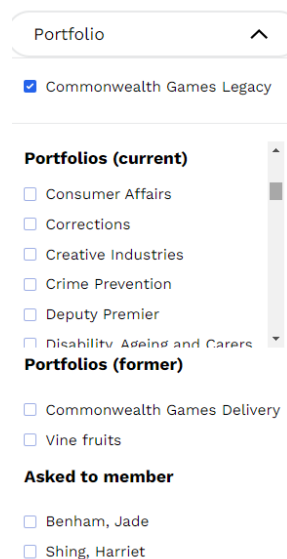 Portfolio
Commonwealth Games Legacy
Portfolios (current)
Consumer Affairs
Corrections
Creative Industries
Crime Prevention
Deputy Premier
Disability, Ageing and Carers
Portfolios (former)
Commonwealth Games Delivery
Vine fruits
Asked to member
Benham, Jade
Shing, Harriet